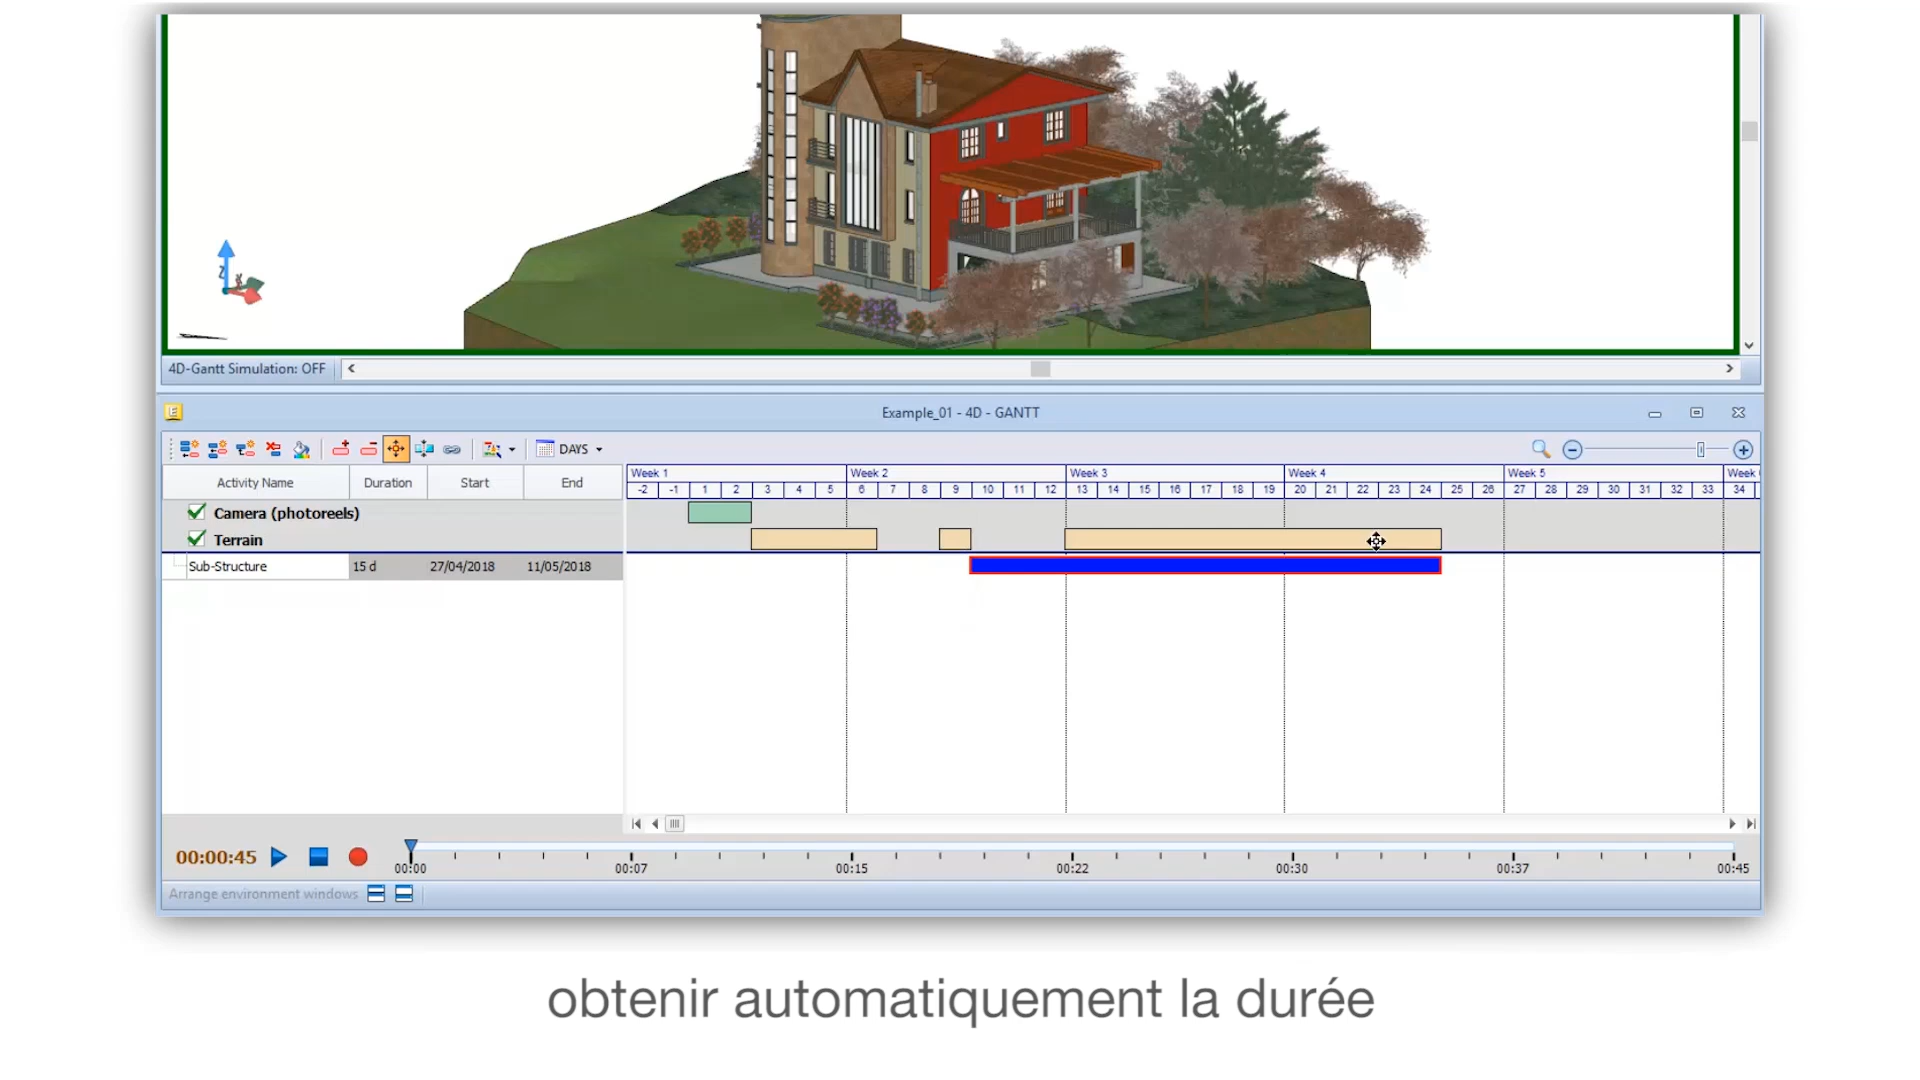 Z
4D-Gantt Simulation: OFF
Example_01 - 4D - GANTT
DAYS
Activity Name Duration Start End
Week 1 Week 2 Week 3 Week 4 Week 5 Week
-2 -1 1 2 3 4 5 6 7 8 9 10 11 12 13 14 15 16 17 18 19 20 21 22 23 24 25 26 27 28 29 30 31 32 33 34
Camera (photoreels)
Terrain
Sub-Structure 15 d 27/04/2018 11/05/2018
00:00:45
00:00 00:07 00:15 00:22 00:30 00:37 00:45
Arrange environment windows
obtenir automatiquement la durée